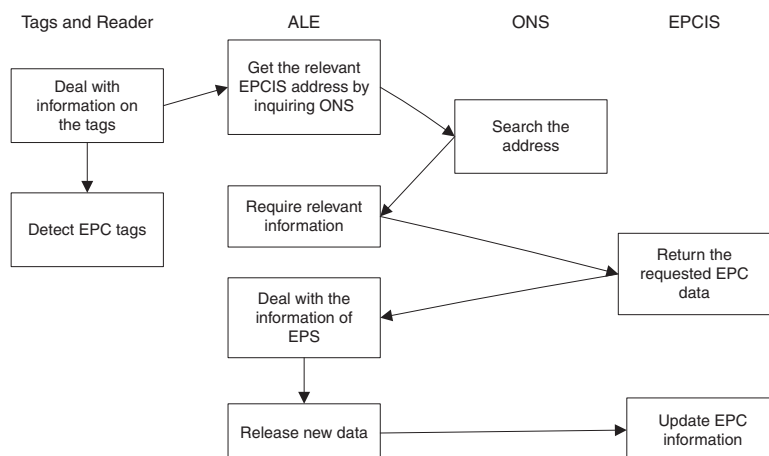 Tags and Reader
ALE
ONS
EPCIS
Deal with
information on
the tags
Get the relevant
EPCIS address by
inquiring ONS
Search the
address
Detect EPC tags
Require relevant
information
Return the
requested EPC
data
Deal with the
information of
EPS
Release new data
Update EPC
information